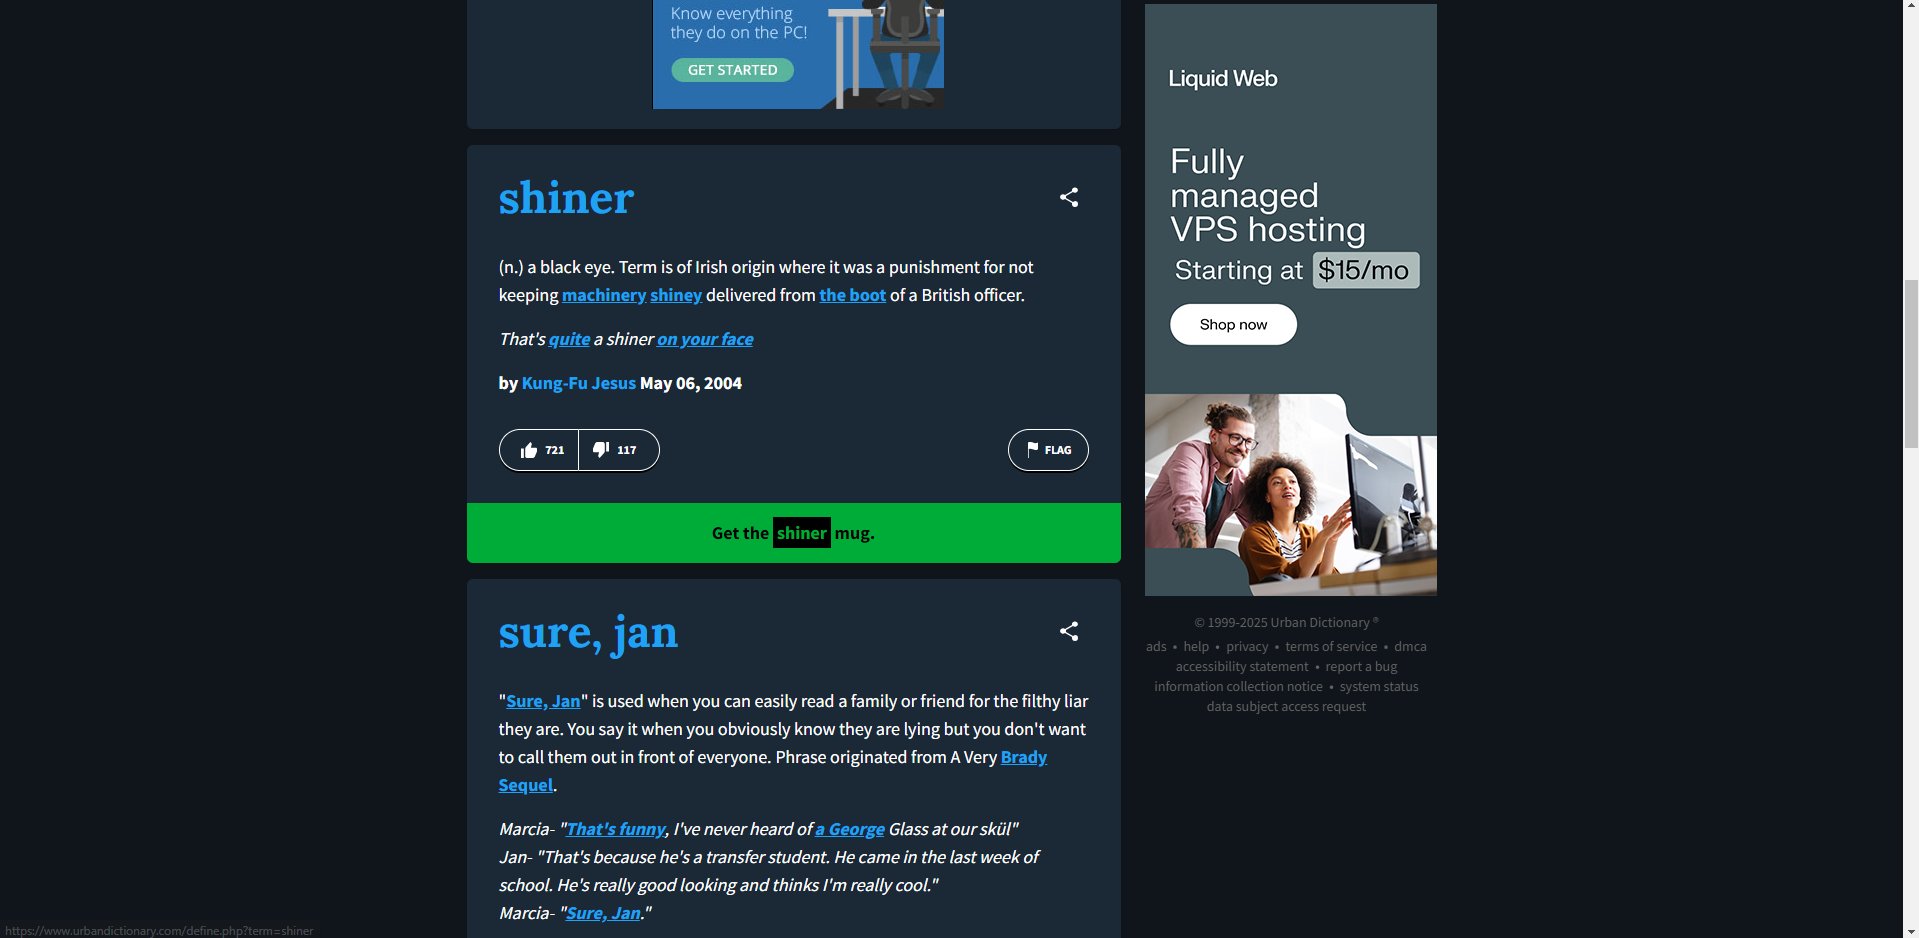 Know everything
they do on the PC!
GET STARTED
shiner
(n.) a black eye. Term is of Irish origin where it was a punishment for not
keeping machinery shiney delivered from the boot of a British officer.
That's quite a shiner on your face
by Kung-Fu Jesus May 06, 2004
721 117 FLAG
Get the shiner mug.
sure, jan
"Sure, Jan" is used when you can easily read a family or friend for the filthy liar
they are. You say it when you obviously know they are lying but you don't want
to call them out in front of everyone. Phrase originated from A Very Brady
Sequel.
Marcia- "That's funny, I've never heard of a George Glass at our skül"
Jan- "That's because he's a transfer student. He came in the last week of
school. He's really good looking and thinks I'm really cool."
Marcia- "Sure, Jan."
Liquid Web
Fully
managed
VPS hosting
Starting at $15/mo
Shop now
© 1999-2025 Urban Dictionary ®
ads • help • privacy • terms of service • dmca
accessibility statement • report a bug
information collection notice • system status
data subject access request
https://www.urbandictionary.com/define.php?term=shiner